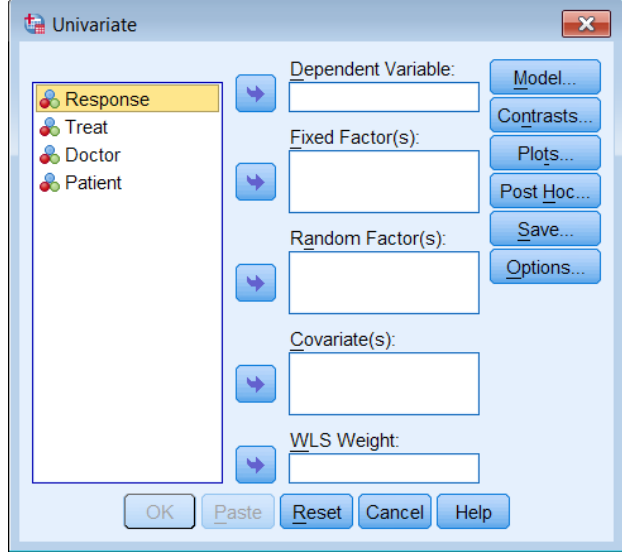 Univariate
Response
Treat
Doctor
Patient
Dependent Variable:
Fixed Factor(s):
Random Factor(s):
Covariate(s):
WLS Weight:
Model...
Contrasts...
Plots...
Post Hoc...
Save...
Options...
OK Paste Reset Cancel Help